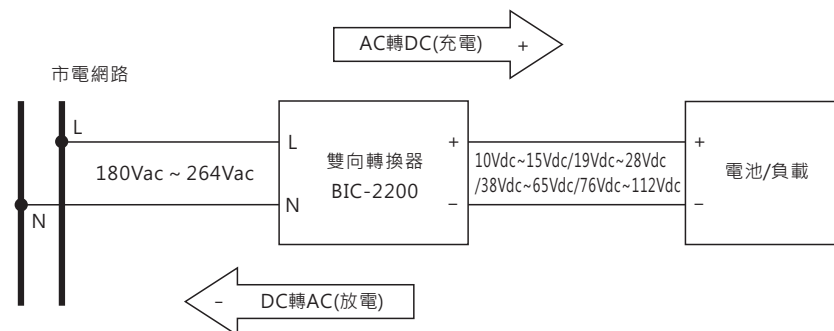 AC轉DC(充電) +
市電網路
L
L
+
+
180Vac ~ 264Vac
雙向轉換器
BIC-2200
10Vdc~15Vdc/19Vdc~28Vdc
/38Vdc~65Vdc/76Vdc~112Vdc
電池/負載
N
N
−
−
− DC轉AC(放電)